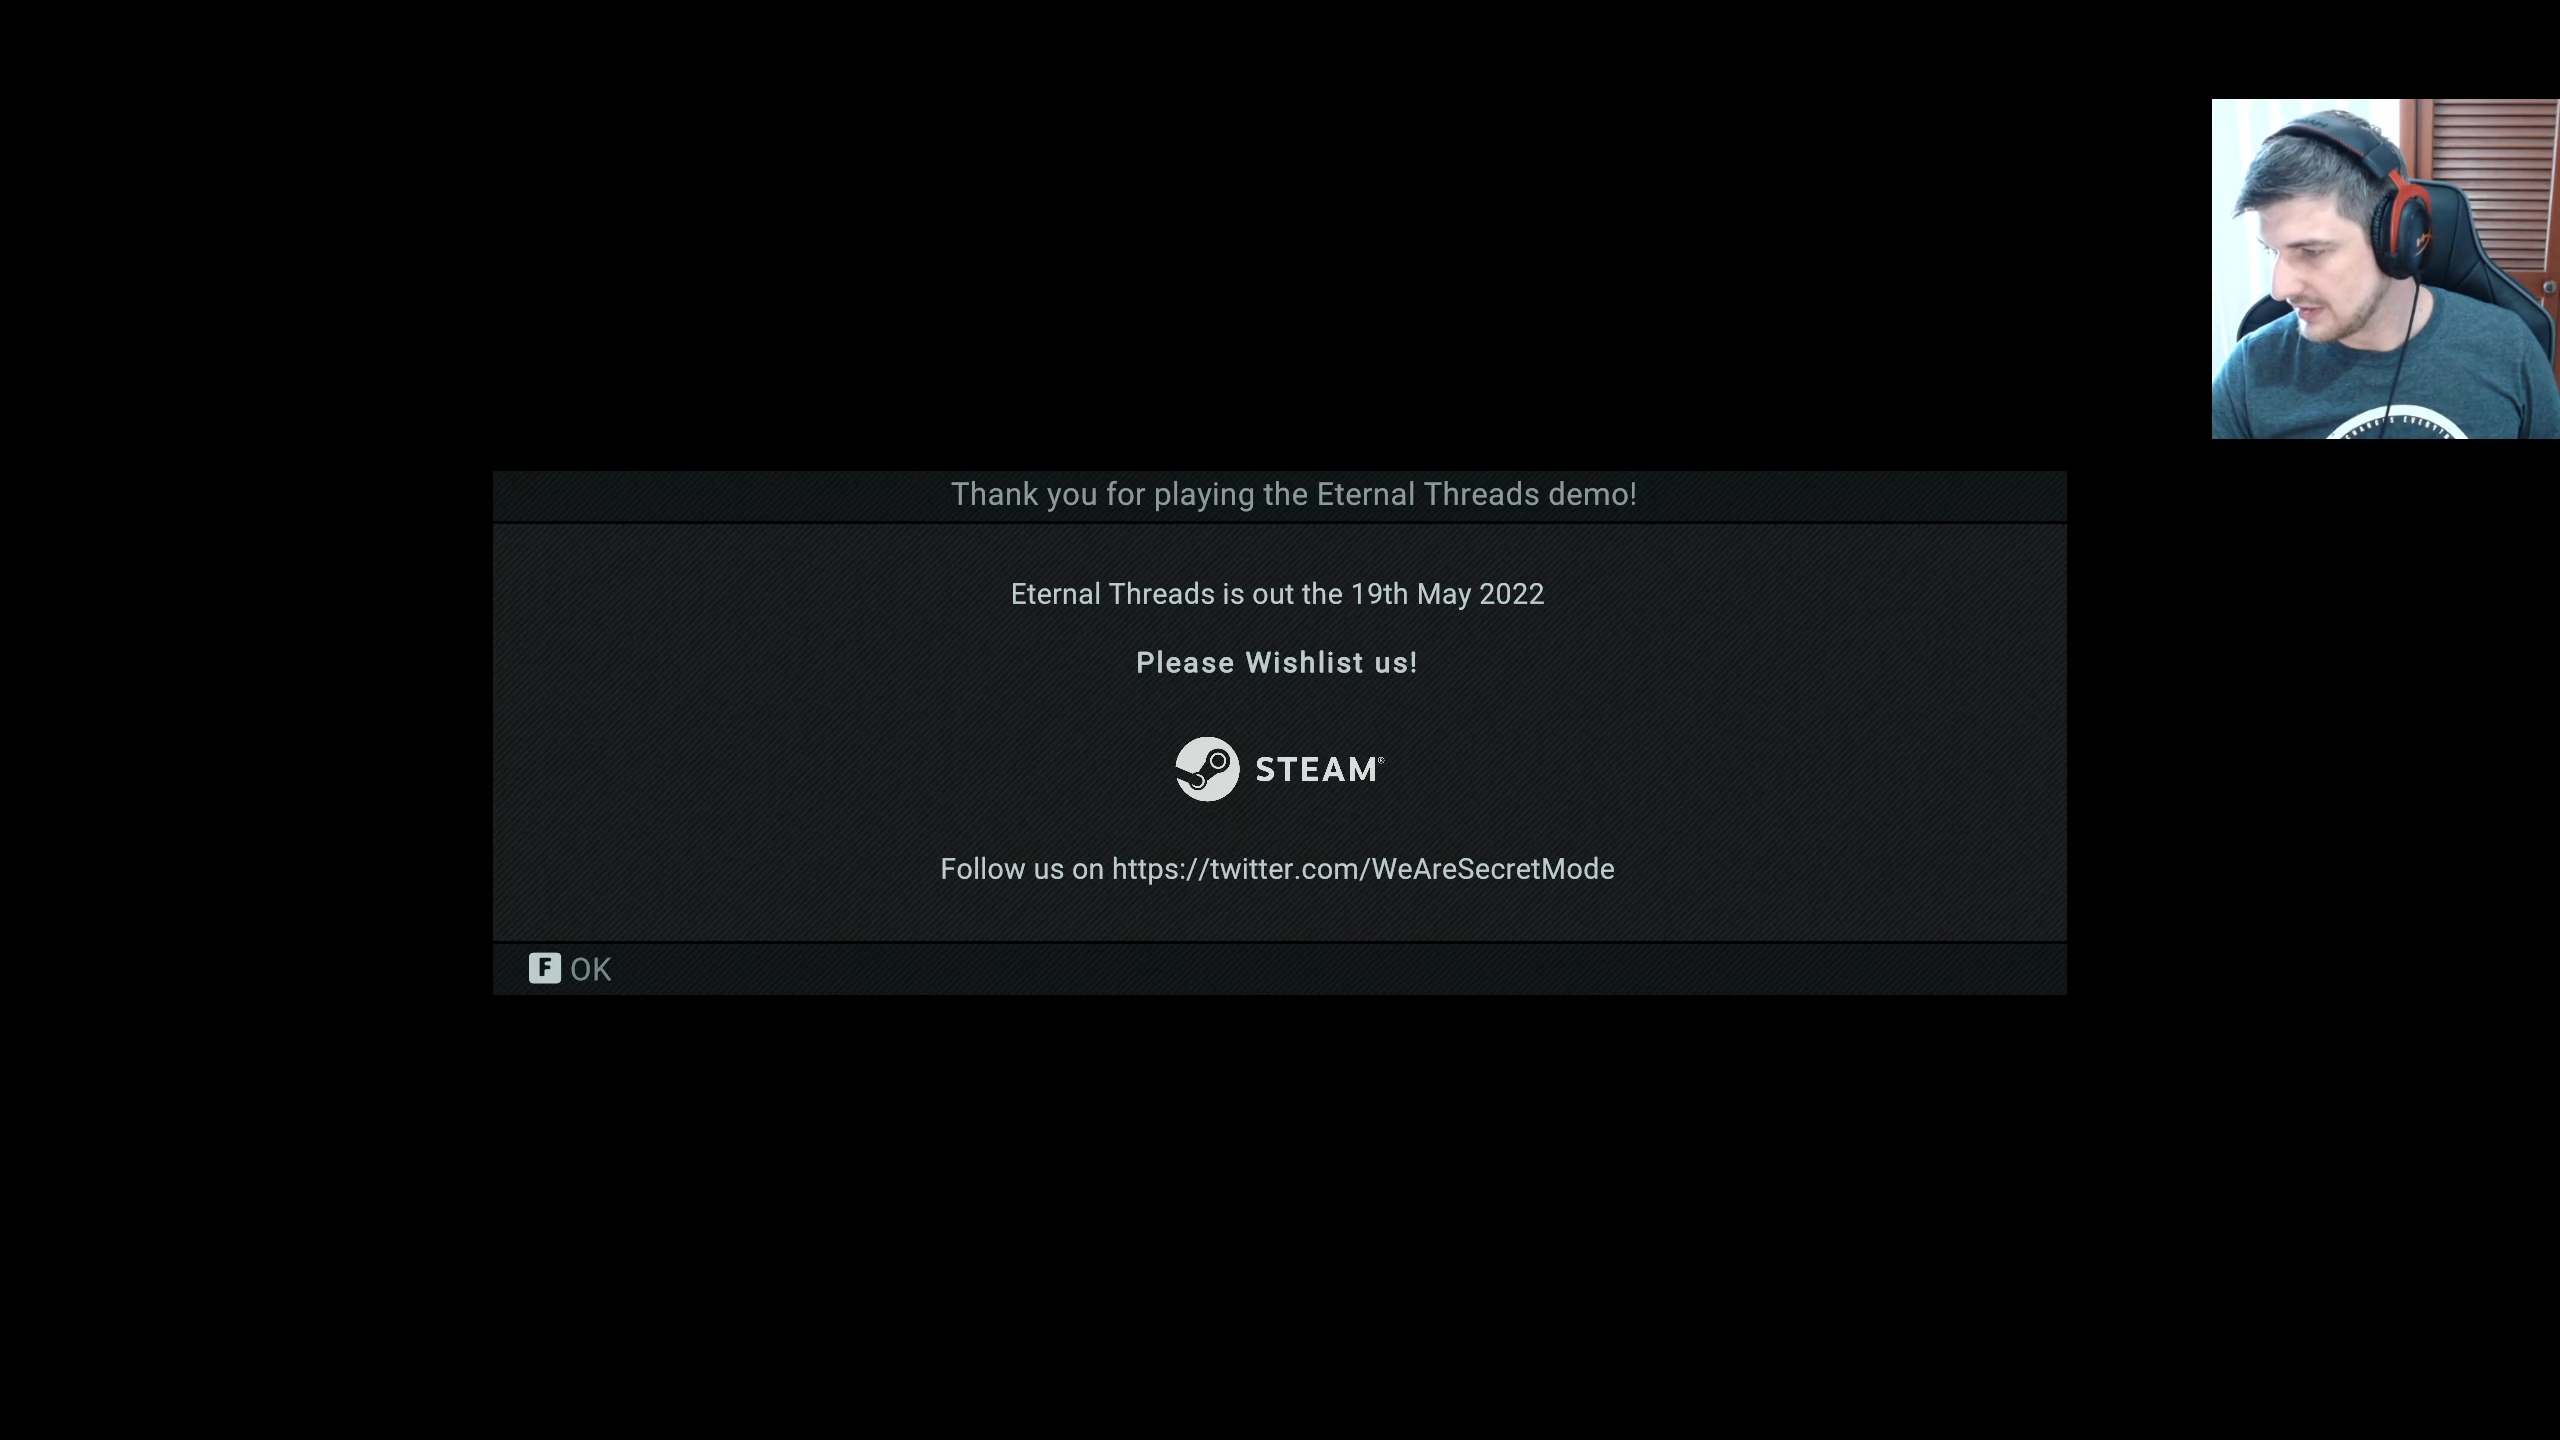 Thank you for playing the Eternal Threads demo!
Eternal Threads is out the 19th May 2022
Please Wishlist us!
STEAM®
Follow us on https://twitter.com/WeAreSecretMode
F OK